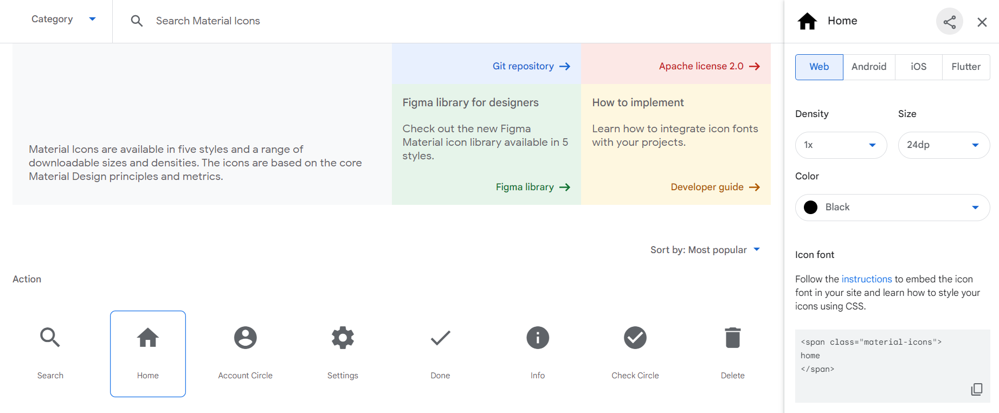 Category
Search Material Icons
Material Icons are available in five styles and a range of
downloadable sizes and densities. The icons are based on the core
Material Design principles and metrics.
Git repository
Apache license 2.0
Figma library for designers
Check out the new Figma
Material icon library available in 5
styles.
Figma library
How to implement
Learn how to integrate icon fonts
with your projects.
Developer guide
Sort by: Most popular
Action
Search
Home
Account Circle
Settings
Done
Info
Check Circle
Delete
Home
Web
Android
iOS
Flutter
Density
Size
1x
24dp
Color
Black
Icon font
Follow the instructions to embed the icon
font in your site and learn how to style your
icons using CSS.
<span class="material-icons">
home
</span>